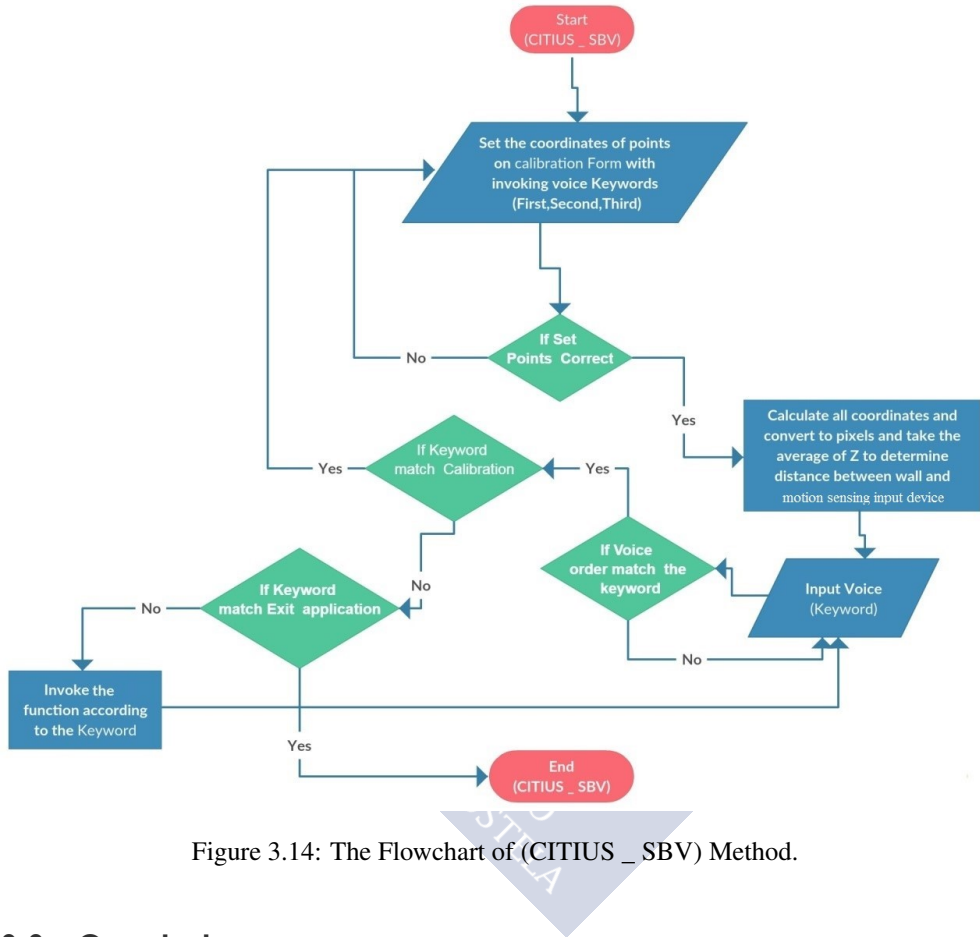 Start
(CITIUS _ SBV)
Set the coordinates of points
on calibration Form with
invoking voice Keywords
(First,Second,Third)
If Set
Points Correct
No
Yes
Calculate all coordinates and
convert to pixels and take the
average of Z to determine
distance between wall and
motion sensing input device
If Keyword
match Calibration
Yes
Yes
If Voice
order match the
keyword
Input Voice
(Keyword)
No
If Keyword
match Exit application
No
No
Invoke the
function according
to the Keyword
Yes
End
(CITIUS _ SBV)
Figure 3.14: The Flowchart of (CITIUS _ SBV) Method.